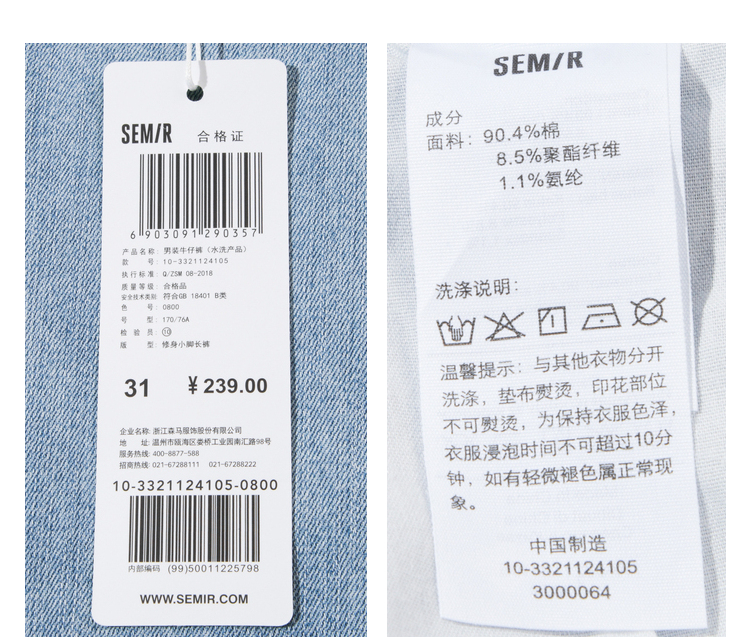 SEMIR 合格证
6 903091 290357
产品名称: 男装牛仔裤（水洗产品）
款 号: 10-3321124105
执行标准: Q/ZSM 08-2018
质量等级: 合格品
安全技术类别: 符合GB 18401 B类
色 号: 0800
号 型: 170/76A
检 验 员: ⑩
版 型: 修身小脚长裤
31 ¥239.00
企业名称: 浙江森马服饰股份有限公司
地 址: 温州市瓯海区娄桥工业园南汇路98号
服务热线: 400-8877-588
招商热线: 021-67288111 021-67288222
10-3321124105-0800
内部编码 (99)50011225798
WWW.SEMIR.COM
SEMIR
成分
面料: 90.4%棉
8.5%聚酯纤维
1.1%氨纶
洗涤说明:
温馨提示: 与其他衣物分开
洗涤, 垫布熨烫, 印花部位
不可熨烫, 为保持衣服色泽,
衣服浸泡时间不可超过10分
钟, 如有轻微褪色属正常现
象。
中国制造
10-3321124105
3000064